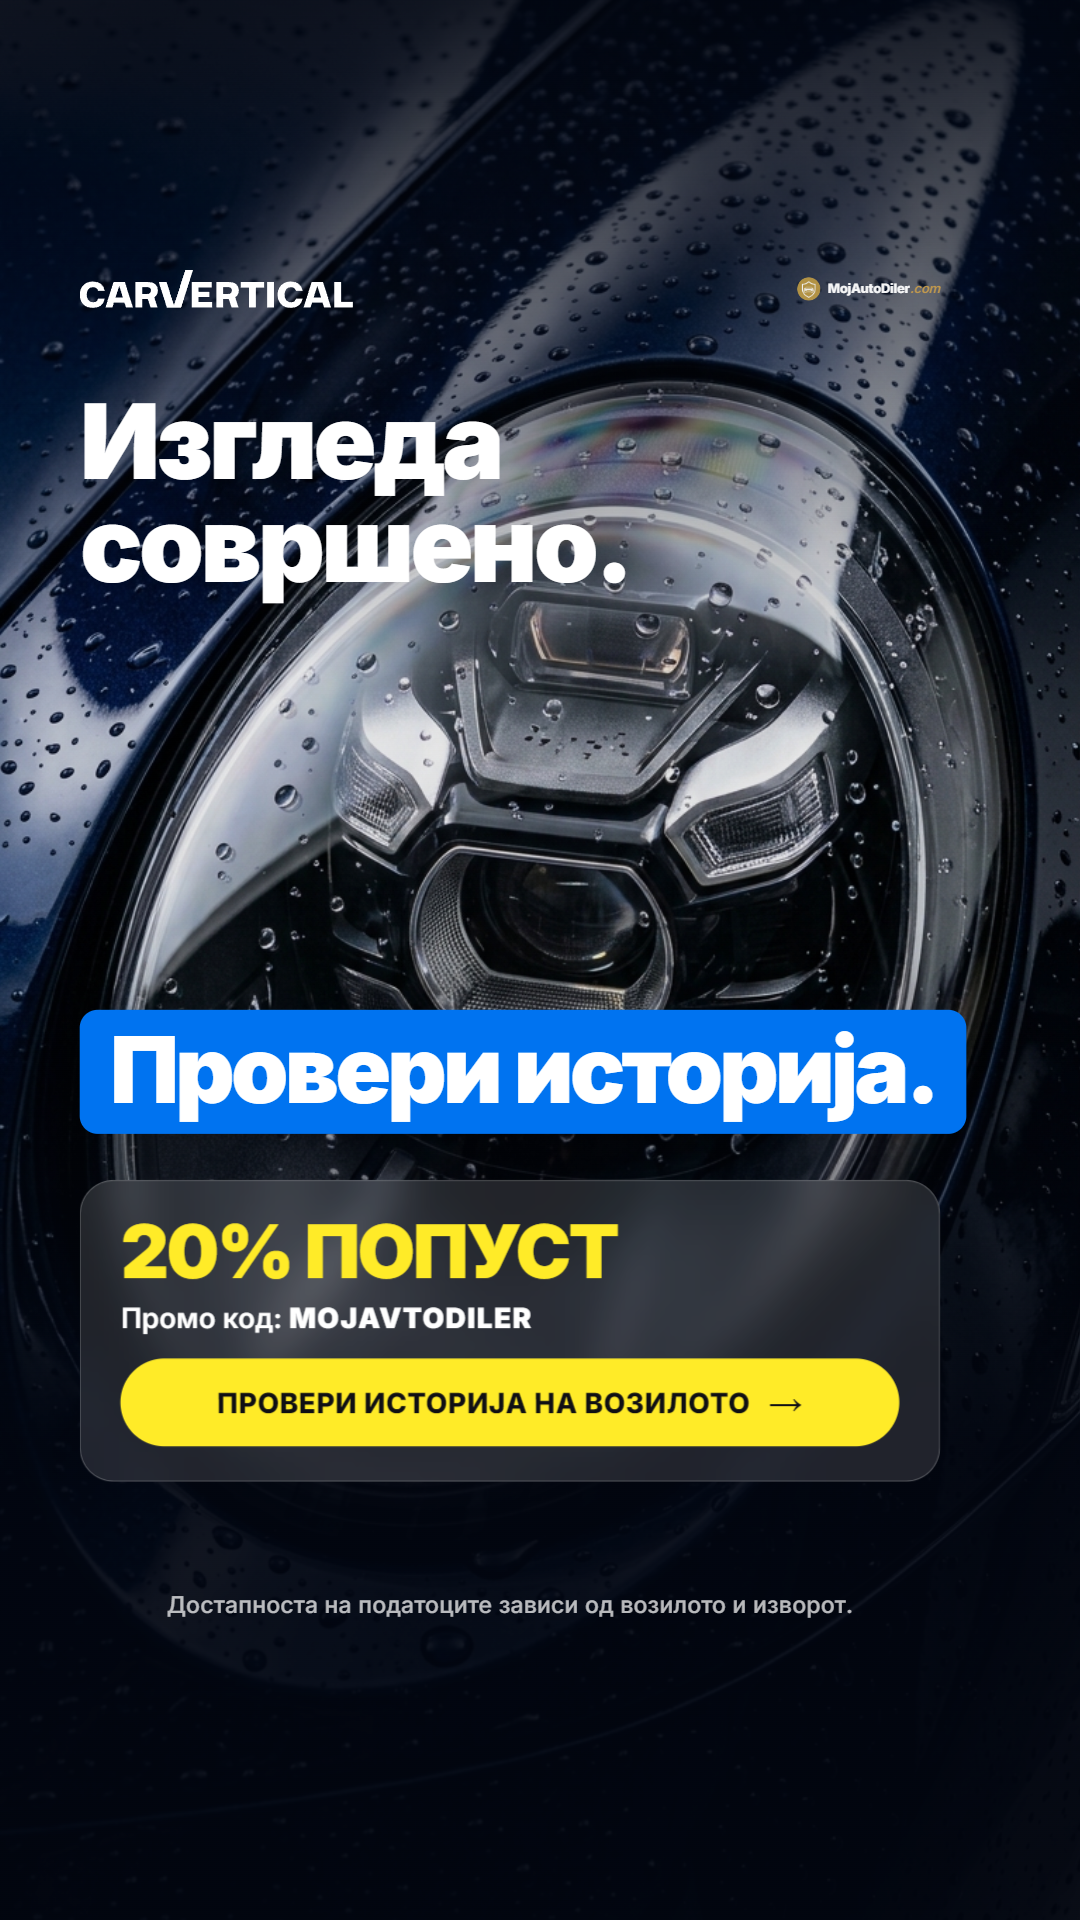 CARVERTICAL
MojAutoDiler.com
Изгледа
совршено.
Провери историја.
20% ПОПУСТ
Промо код: MOJAVTODILER
ПРОВЕРИ ИСТОРИЈА НА ВОЗИЛОТО →
Достапноста на податоците зависи од возилото и изворот.